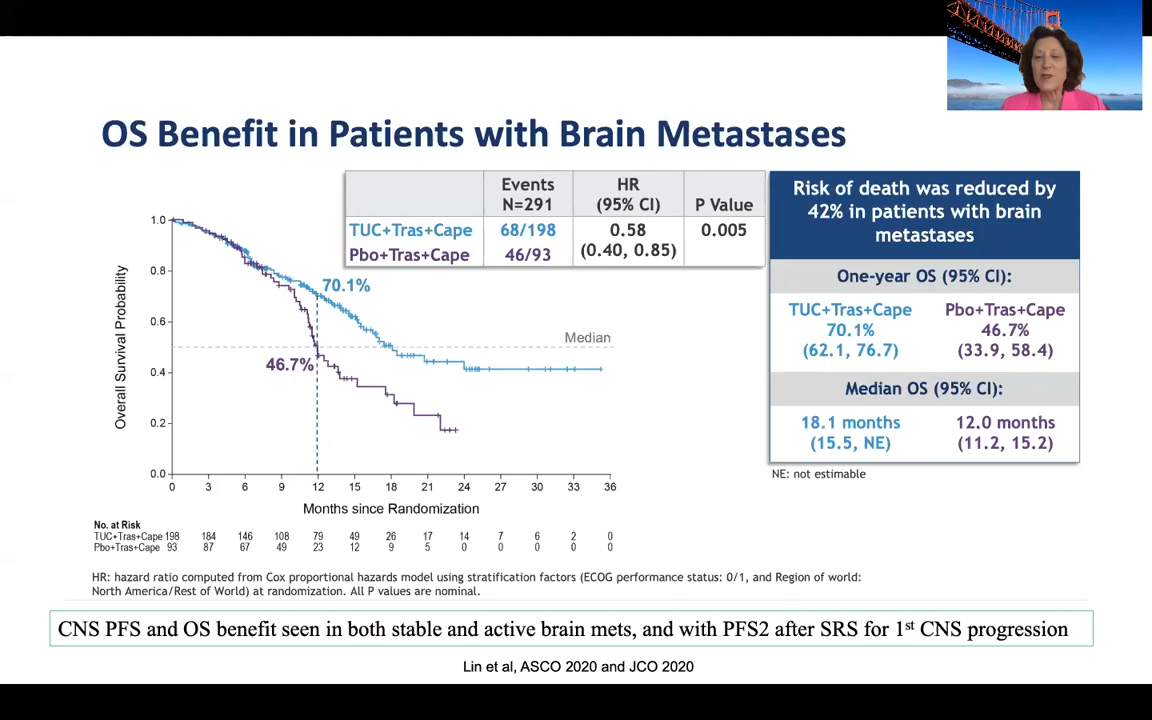 OS Benefit in Patients with Brain Metastases
Events
N=291
HR
(95% CI)
P Value
TUC+Tras+Cape 68/198 0.58 0.005
Pbo+Tras+Cape 46/93 (0.40, 0.85)
Risk of death was reduced by
42% in patients with brain
metastases
One-year OS (95% CI):
TUC+Tras+Cape Pbo+Tras+Cape
70.1% 46.7%
(62.1, 76.7) (33.9, 58.4)
Median OS (95% CI):
18.1 months 12.0 months
(15.5, NE) (11.2, 15.2)
NE: not estimable
Overall Survival Probability
1.0
0.8
0.6
0.4
0.2
0.0
70.1%
Median
46.7%
0 3 6 9 12 15 18 21 24 27 30 33 36
Months since Randomization
No. at Risk
TUC+Tras+Cape 198 184 146 108 79 49 26 17 14 7 6 2 0
Pbo+Tras+Cape 93 87 67 49 23 12 9 5 0 0 0 0 0
HR: hazard ratio computed from Cox proportional hazards model using stratification factors (ECOG performance status: 0/1, and Region of world:
North America/Rest of World) at randomization. All P values are nominal.
CNS PFS and OS benefit seen in both stable and active brain mets, and with PFS2 after SRS for 1st CNS progression
Lin et al, ASCO 2020 and JCO 2020